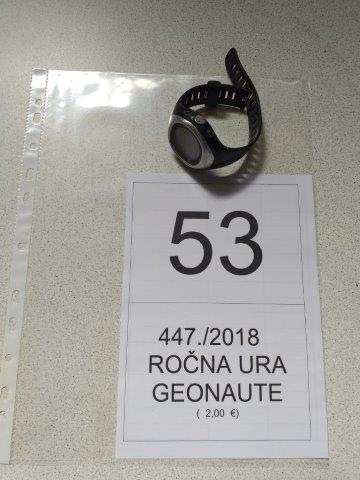 53
447./2018
ROČNA URA
GEONAUTE
( 2,00 €)